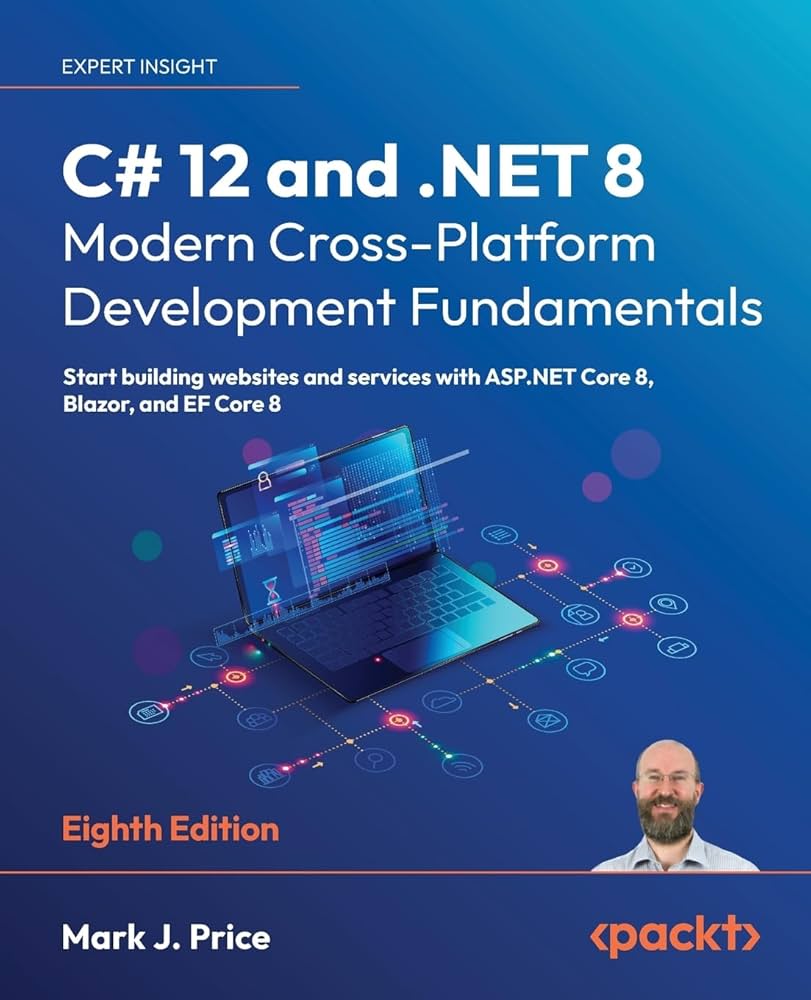 EXPERT INSIGHT
C# 12 and .NET 8
Modern Cross-Platform
Development Fundamentals
Start building websites and services with ASP.NET Core 8,
Blazor, and EF Core 8
Eighth Edition
Mark J. Price
<packt>